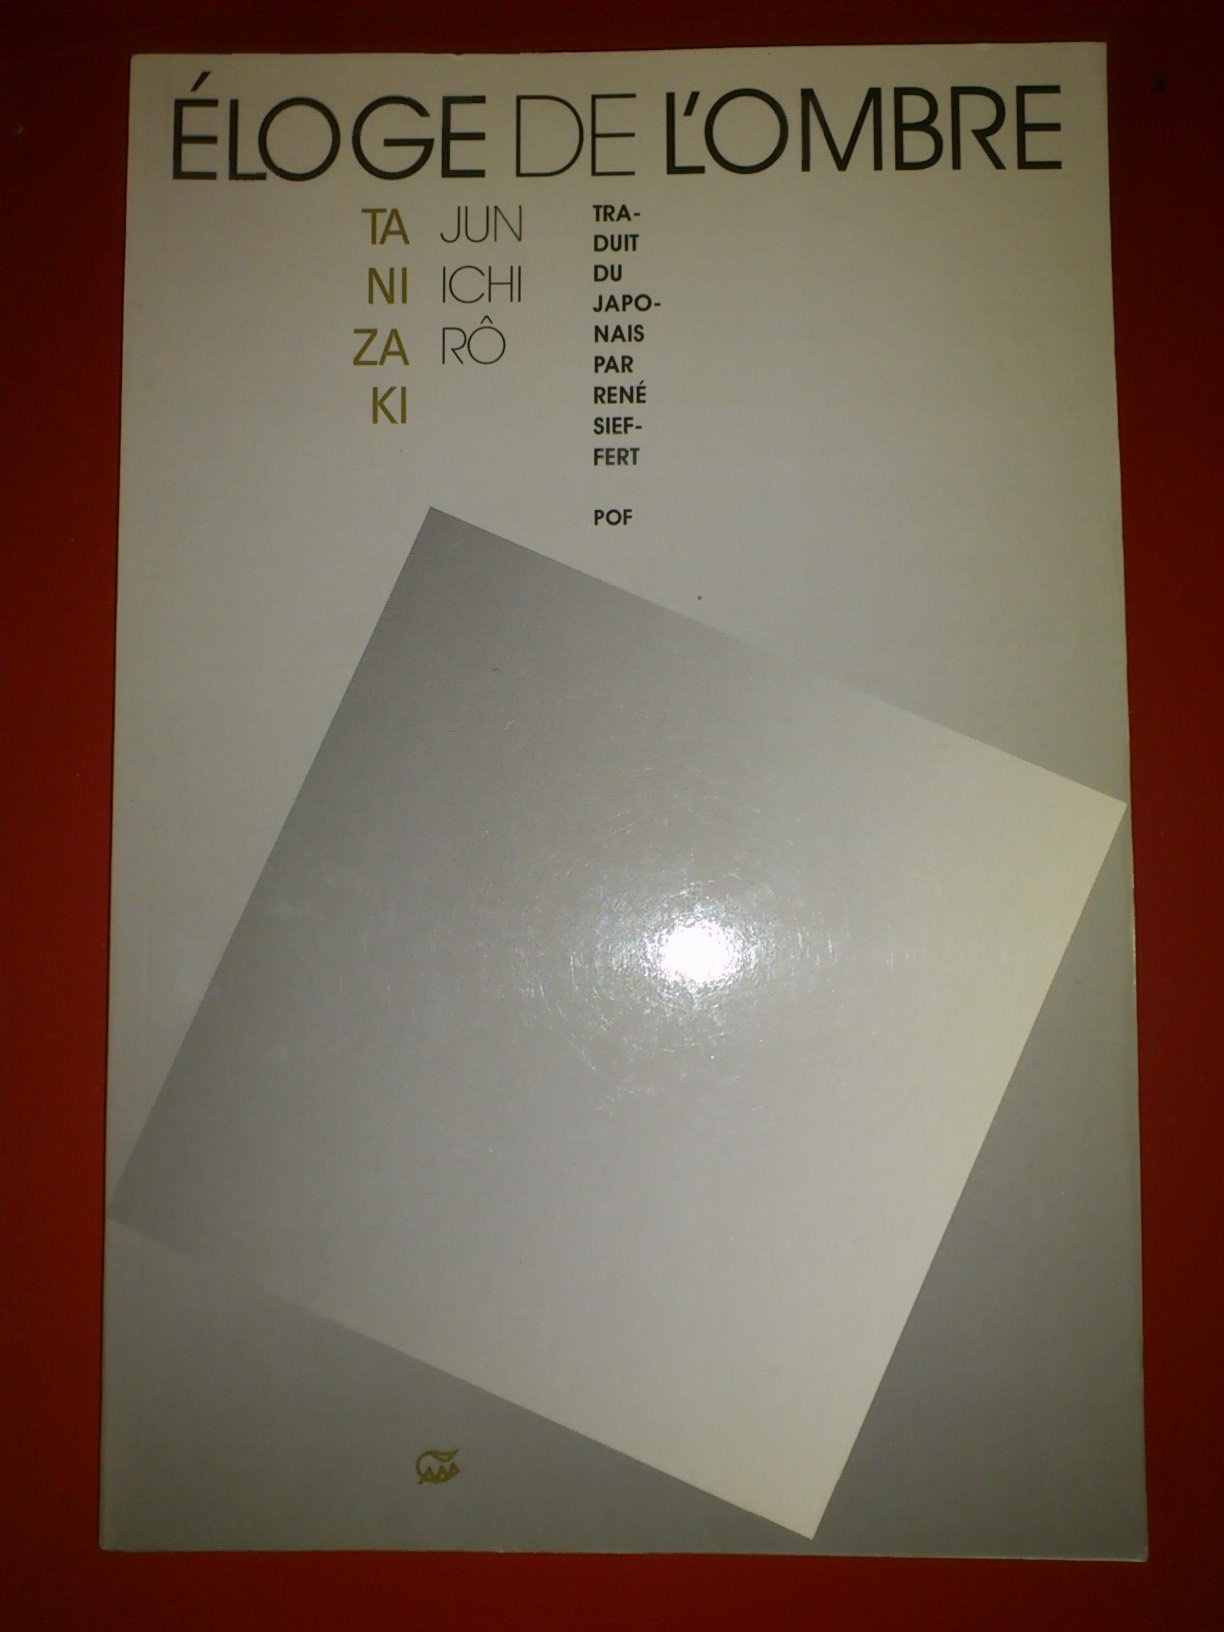 ÉLOGE DE L'OMBRE
TA
NI
ZA
KI
JUN
ICHI
RÔ
TRA-
DUIT
DU
JAPO-
NAIS
PAR
RENÉ
SIEF-
FERT
POF